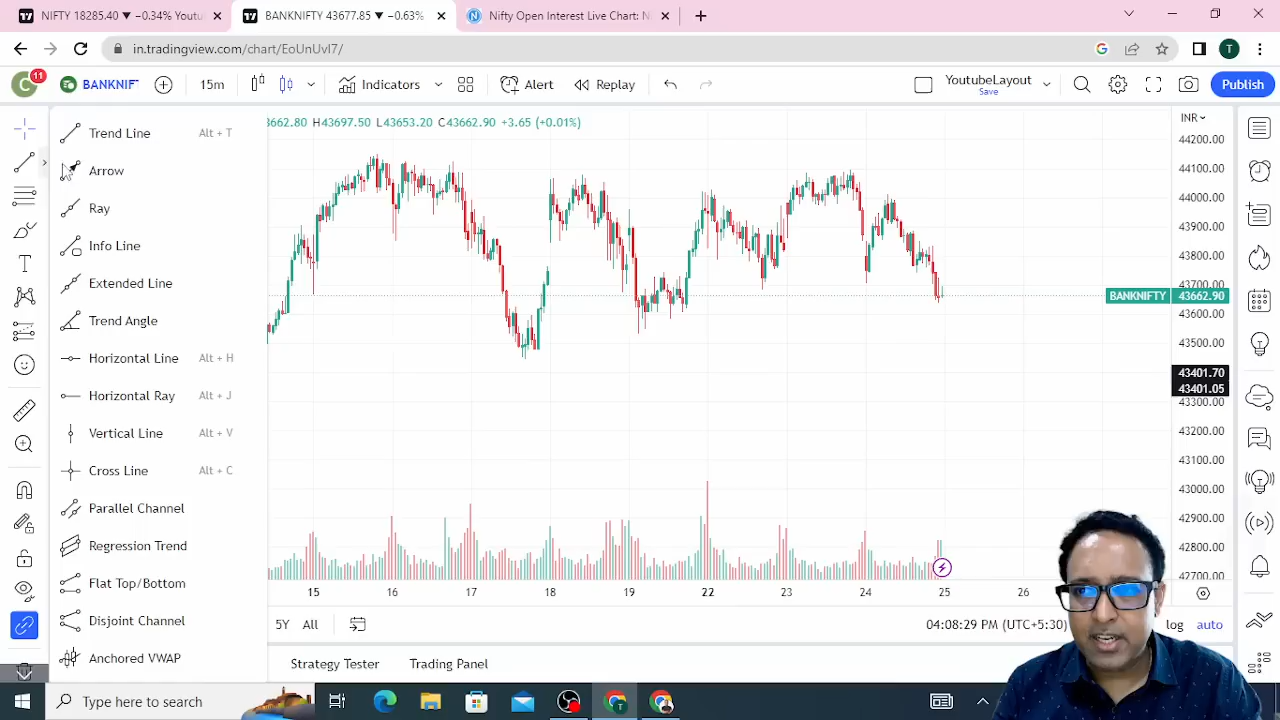 NIFTY 18285.40 ▼ −0.34% Youtu
BANKNIFTY 43677.85 ▼ −0.63%
Nifty Open Interest Live Chart: N
in.tradingview.com/chart/EoUnUvI7/
T
C
11
BANKNIF
15m
Indicators
Alert
Replay
YoutubeLayout
Save
Publish
Trend Line Alt + T
Arrow
Ray
Info Line
Extended Line
Trend Angle
Horizontal Line Alt + H
Horizontal Ray Alt + J
Vertical Line Alt + V
Cross Line Alt + C
Parallel Channel
Regression Trend
Flat Top/Bottom
Disjoint Channel
Anchored VWAP
3662.80 H43697.50 L43653.20 C43662.90 +3.65 (+0.01%)
INR
44200.00
44100.00
44000.00
43900.00
43800.00
43700.00
BANKNIFTY 43662.90
43600.00
43500.00
43401.70
43401.05
43300.00
43200.00
43100.00
43000.00
42900.00
42800.00
42700.00
15 16 17 18 19 22 23 24 25 26
5Y All
04:08:29 PM (UTC+5:30)
log auto
Strategy Tester Trading Panel
Type here to search